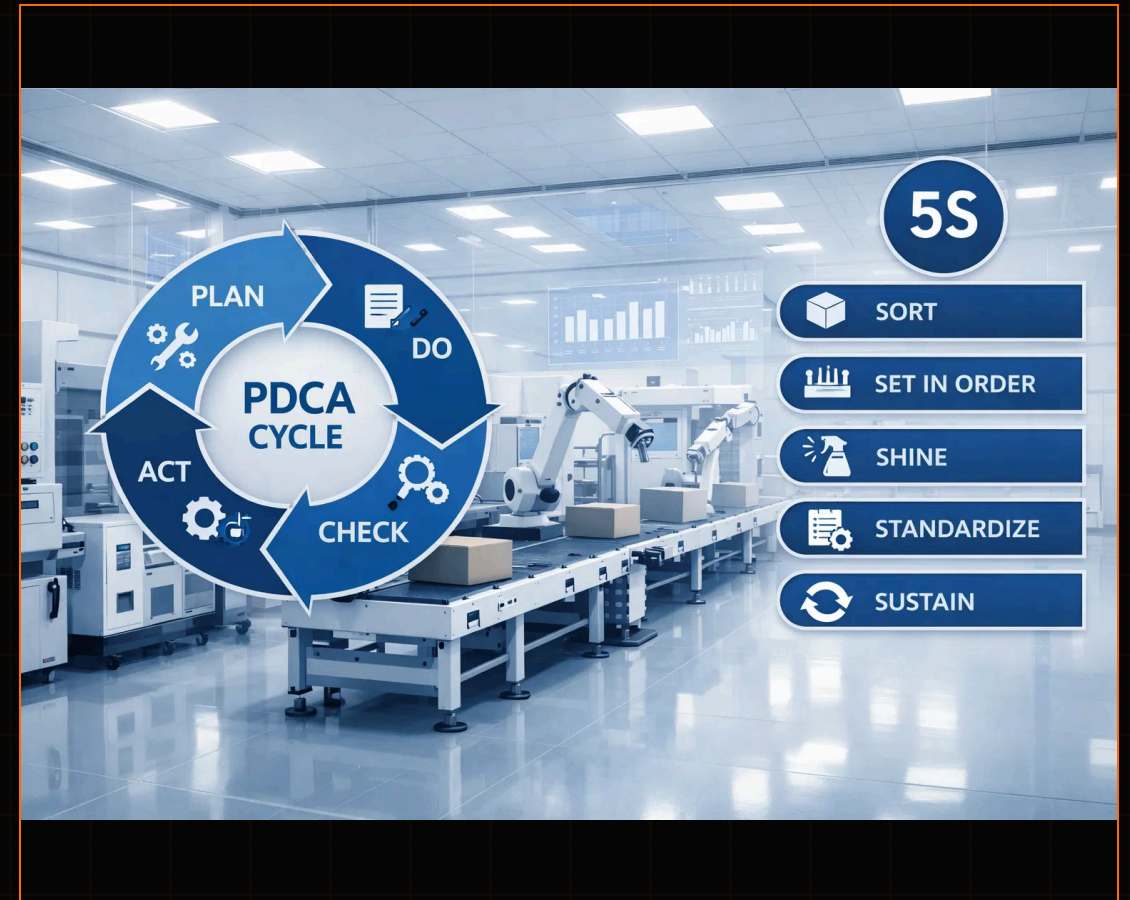 PLAN
DO
PDCA
CYCLE
ACT
CHECK
5S
SORT
SET IN ORDER
SHINE
STANDARDIZE
SUSTAIN